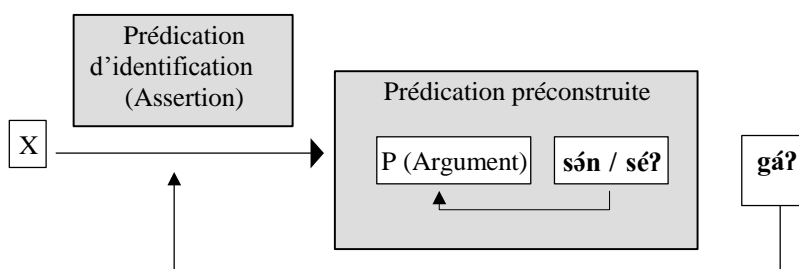 Prédication
d’identification
(Assertion)
Prédication préconstruite
X
P (Argument)
sə́n / séʔ
gáʔ